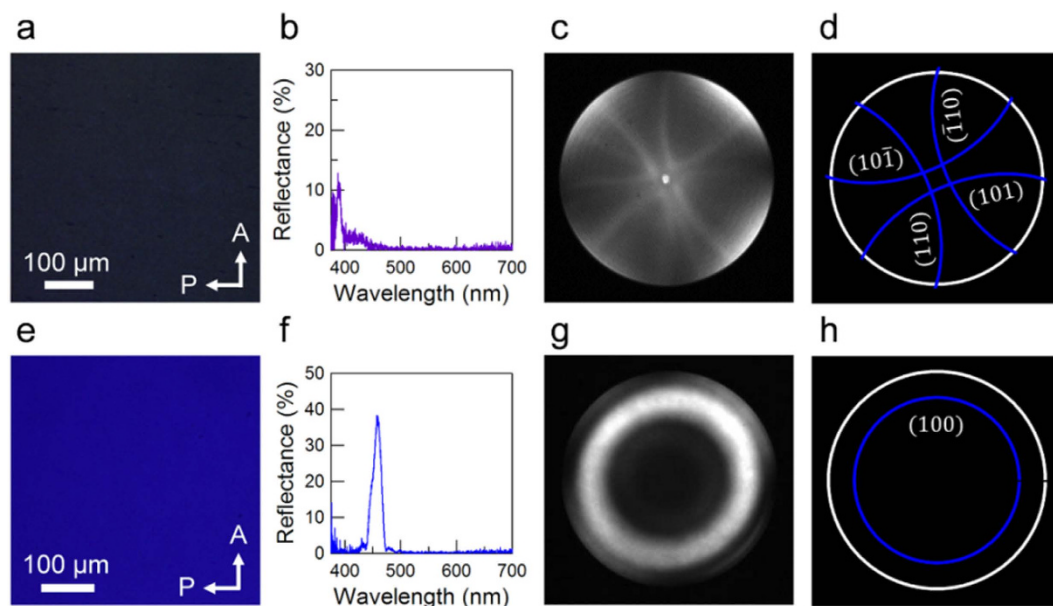 a
b
c
d
Reflectance (%)
30
20
10
0
400
500
600
700
Wavelength (nm)
100 μm
A
P
(1̅10)
(101̅)
(101)
(110)
e
f
g
h
Reflectance (%)
50
40
30
20
10
0
400
500
600
700
Wavelength (nm)
100 μm
A
P
(100)